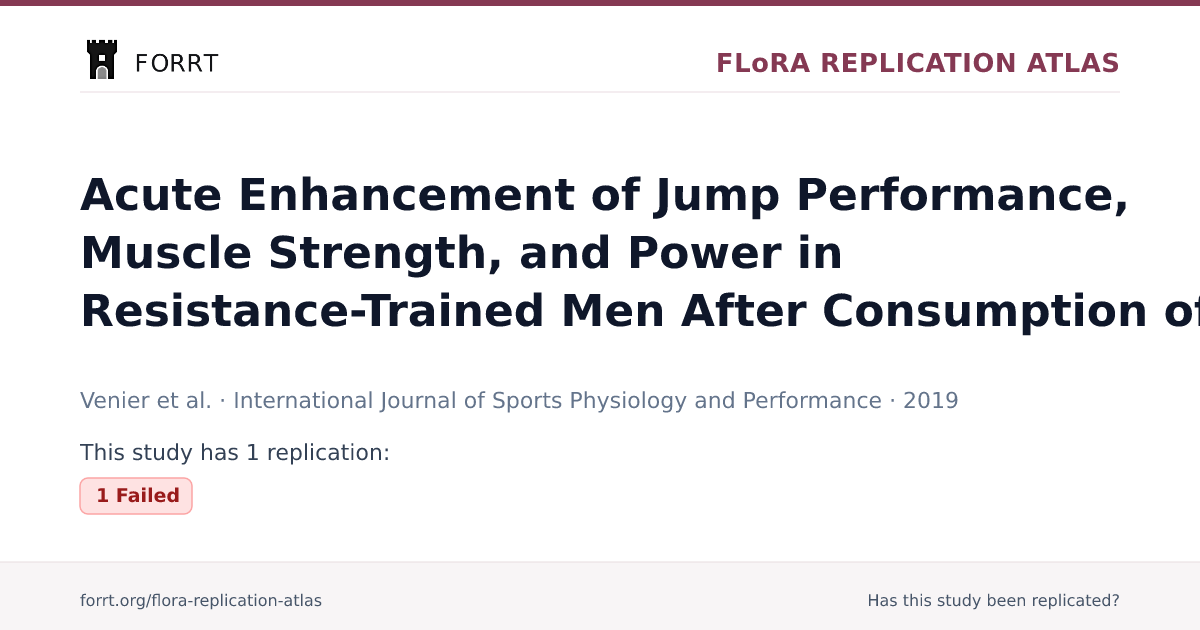 FORRT
FLoRA REPLICATION ATLAS
Acute Enhancement of Jump Performance,
Muscle Strength, and Power in
Resistance-Trained Men After Consumption of
Venier et al. · International Journal of Sports Physiology and Performance · 2019
This study has 1 replication:
1 Failed
forrt.org/flora-replication-atlas
Has this study been replicated?